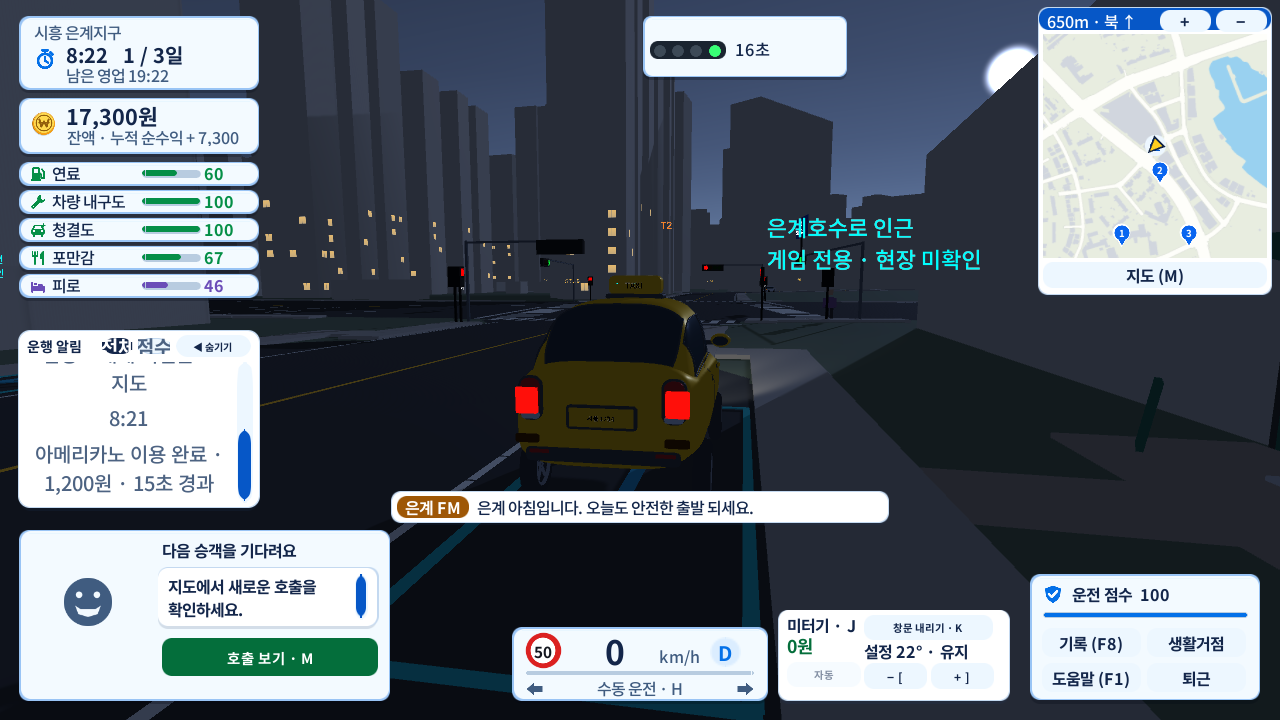 시흥 은계지구
8:22 1 / 3일
남은 영업 19:22
17,300원
잔액 · 누적 순수익 + 7,300
연료 60
차량 내구도 100
청결도 100
포만감 67
피로 46
운행 알림
점수
◀ 숨기기
지도
8:21
아메리카노 이용 완료 ·
1,200원 · 15초 경과
다음 승객을 기다려요
지도에서 새로운 호출을
확인하세요.
호출 보기 · M
16초
은계호수로 인근
게임 전용 · 현장 미확인
T2
은계 FM 은계 아침입니다. 오늘도 안전한 출발 되세요.
50 0 km/h D
수동 운전 · H
미터기 · J
창문 내리기 · K
0원
설정 22° · 유지
자동
− [
+ ]
650m · 북 ↑ + −
2
1
3
지도 (M)
운전 점수 100
기록 (F8)
생활거점
도움말 (F1)
퇴근